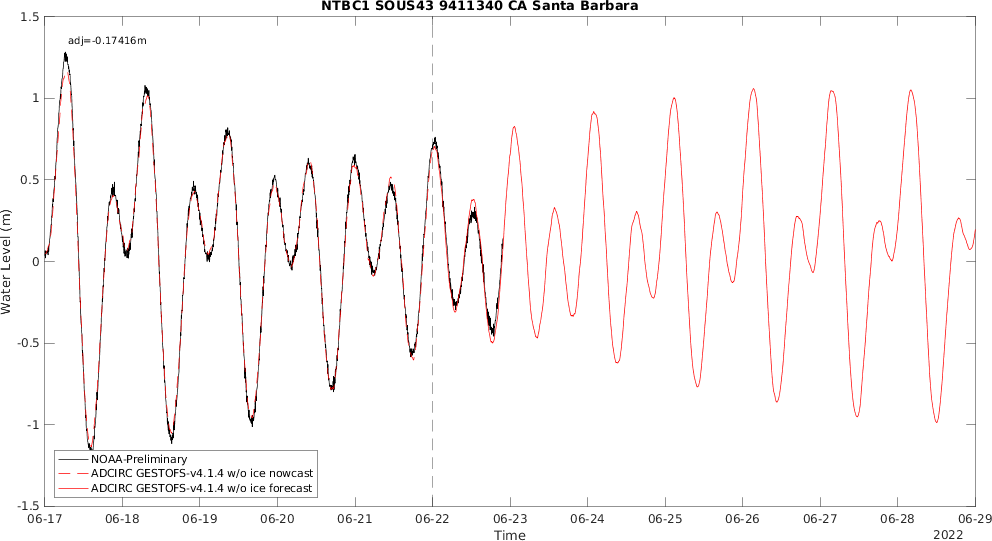 NTBC1 SOUS43 9411340 CA Santa Barbara
adj=-0.17416m
1.5
1
0.5
0
-0.5
-1
-1.5
Water Level (m)
NOAA-Preliminary
ADCIRC GESTOFS-v4.1.4 w/o ice nowcast
ADCIRC GESTOFS-v4.1.4 w/o ice forecast
06-17 06-18 06-19 06-20 06-21 06-22 06-23 06-24 06-25 06-26 06-27 06-28 06-29
Time
2022